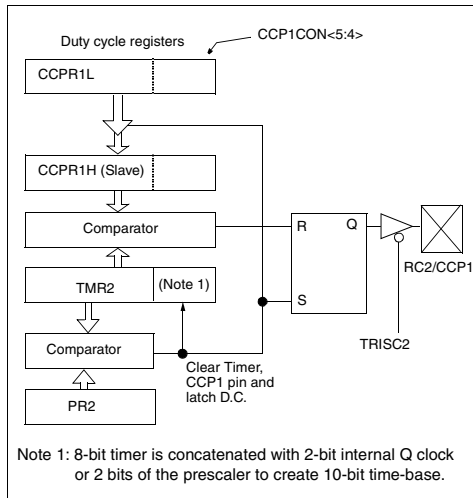 Duty cycle registers
CCP1CON<5:4>
CCPR1L
CCPR1H (Slave)
Comparator
R
Q
RC2/CCP1
TMR2
(Note 1)
S
TRISC2
Comparator
Clear Timer,
CCP1 pin and
latch D.C.
PR2
Note 1: 8-bit timer is concatenated with 2-bit internal Q clock
or 2 bits of the prescaler to create 10-bit time-base.